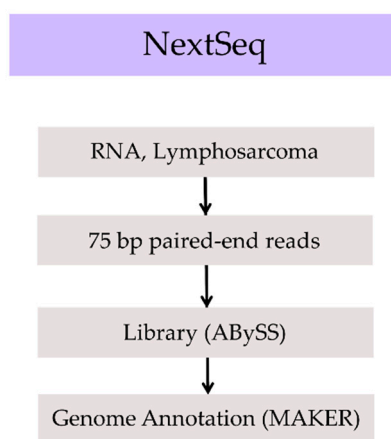 NextSeq
RNA, Lymphosarcoma
75 bp paired-end reads
Library (ABySS)
Genome Annotation (MAKER)